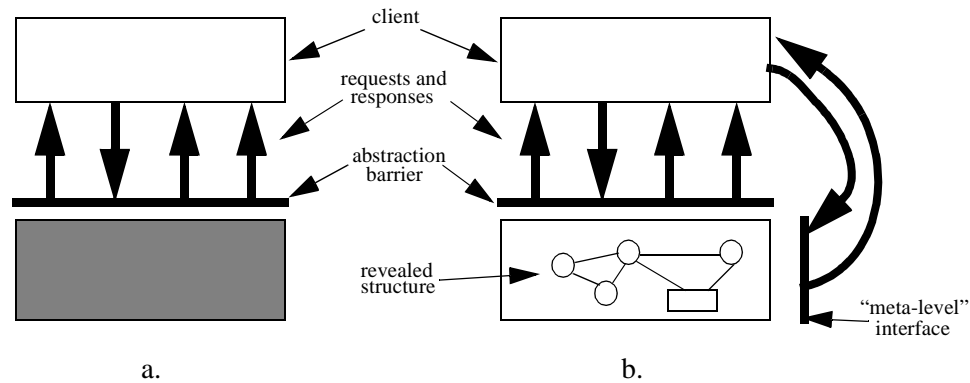 client
requests and
responses
abstraction
barrier
revealed
structure
“meta-level”
interface
a.
b.